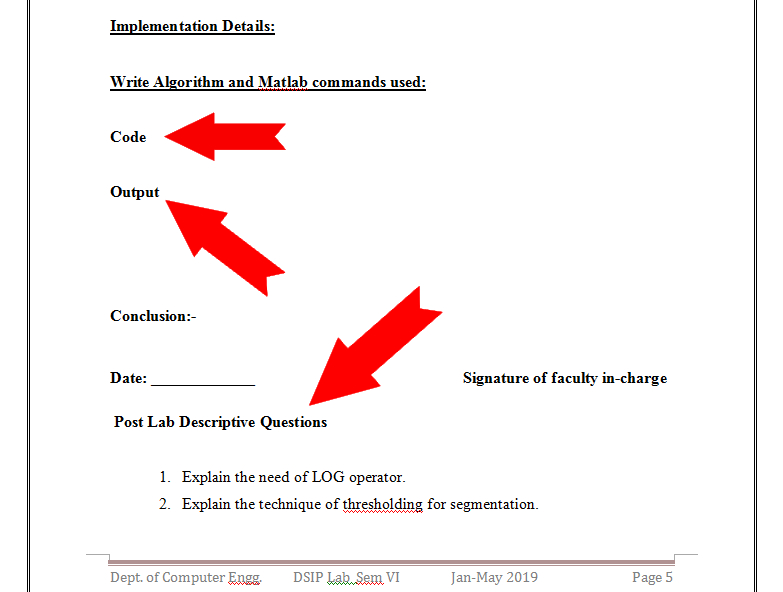 Implementation Details:
Write Algorithm and Matlab commands used:
Code
Output
Conclusion:-
Date: ______________ Signature of faculty in-charge
Post Lab Descriptive Questions
1. Explain the need of LOG operator.
2. Explain the technique of thresholding for segmentation.
Dept. of Computer Engg. DSIP Lab Sem VI Jan-May 2019 Page 5